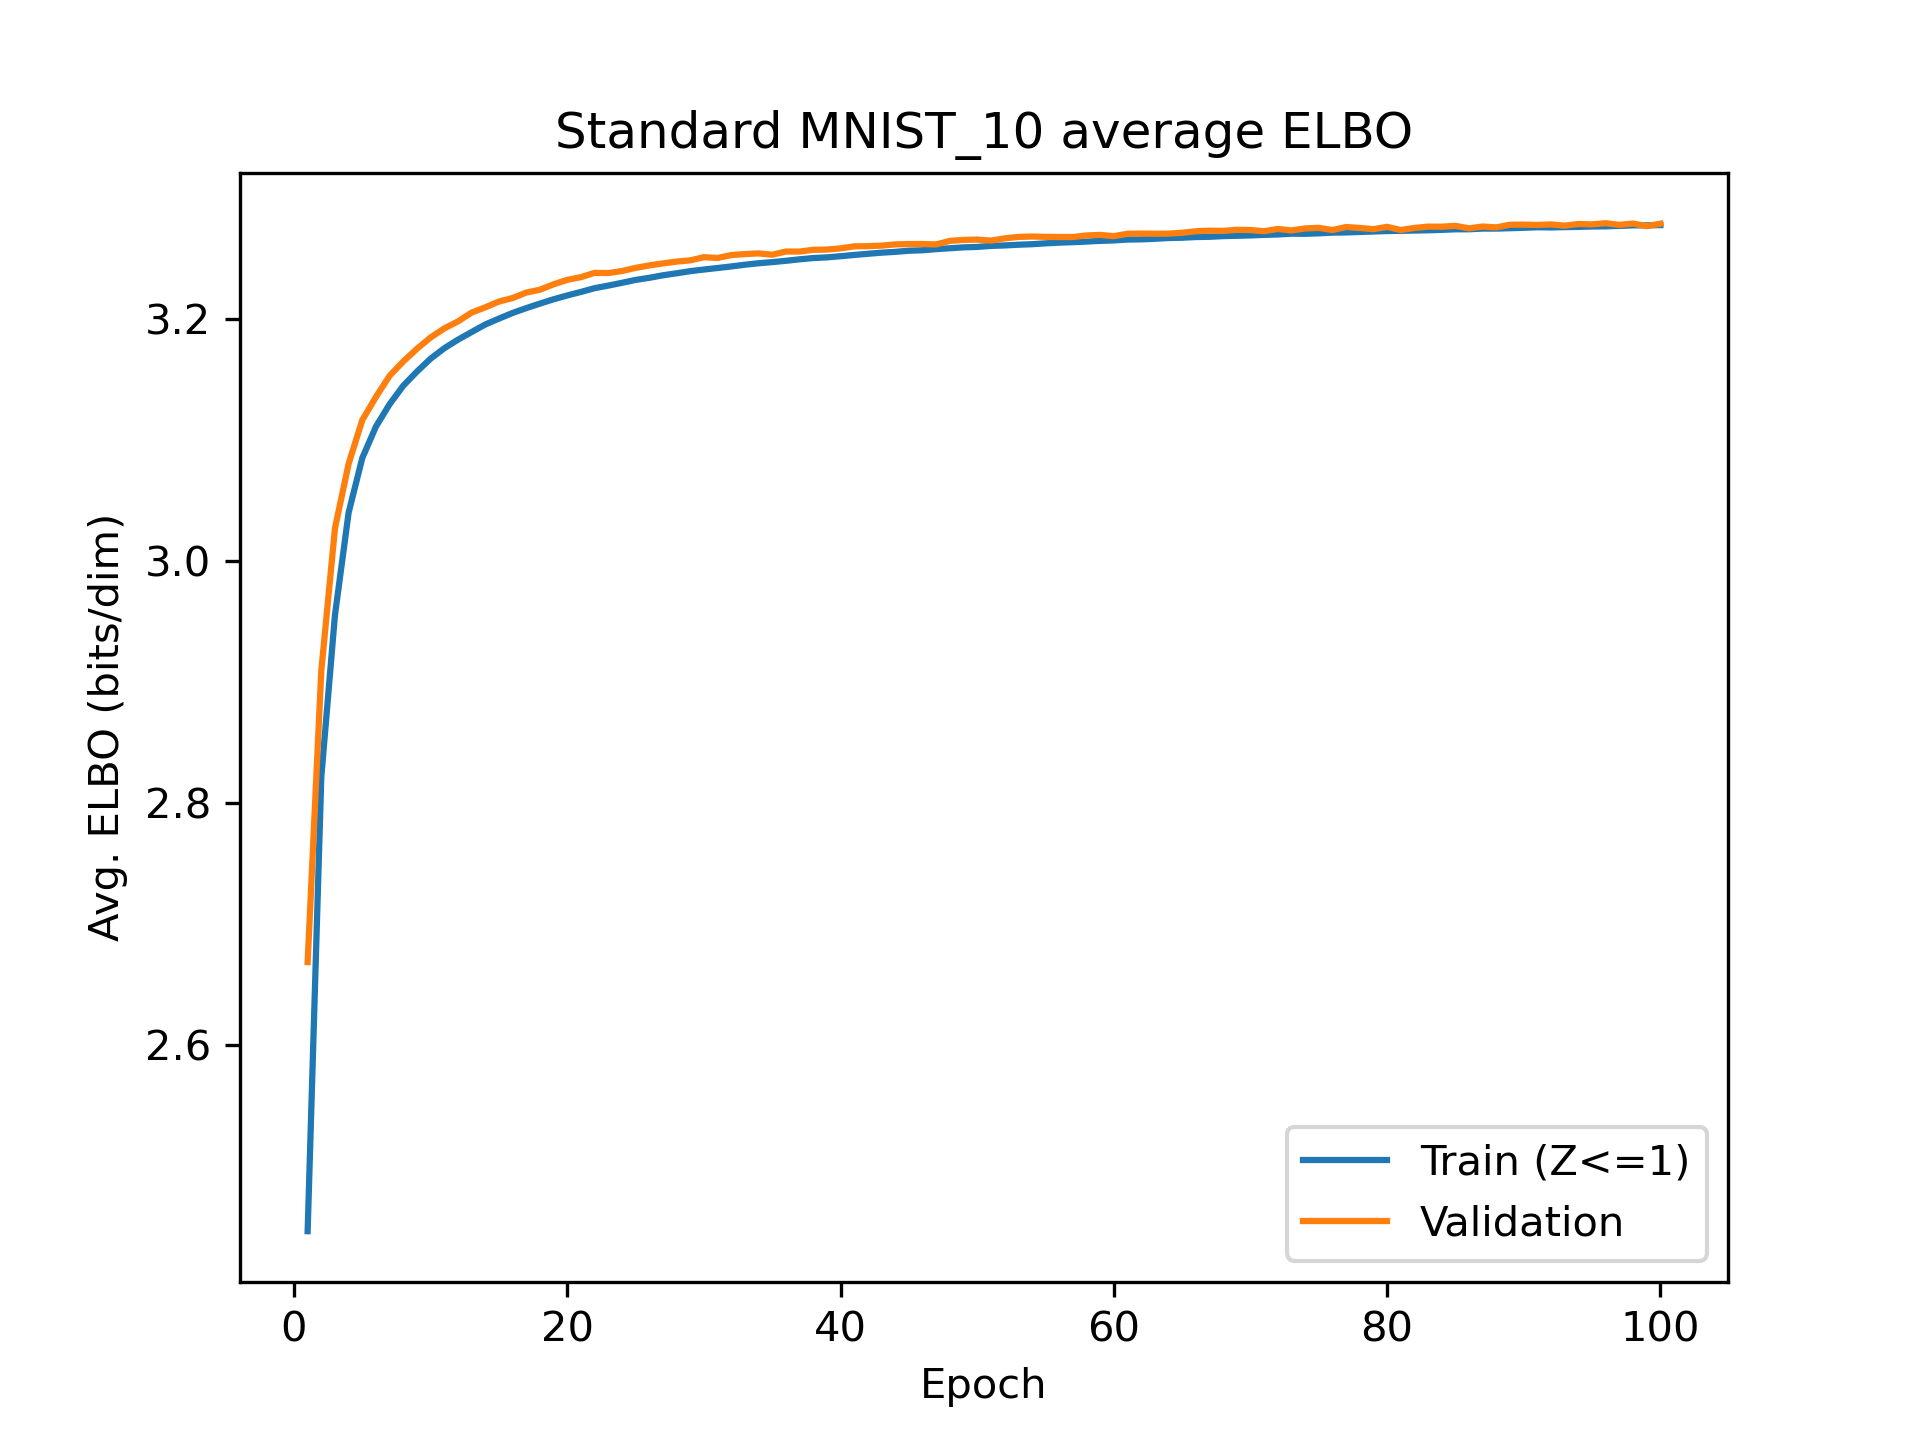 Standard MNIST_10 average ELBO
Avg. ELBO (bits/dim)
3.2
3.0
2.8
2.6
Train (Z<=1)
Validation
0 20 40 60 80 100
Epoch